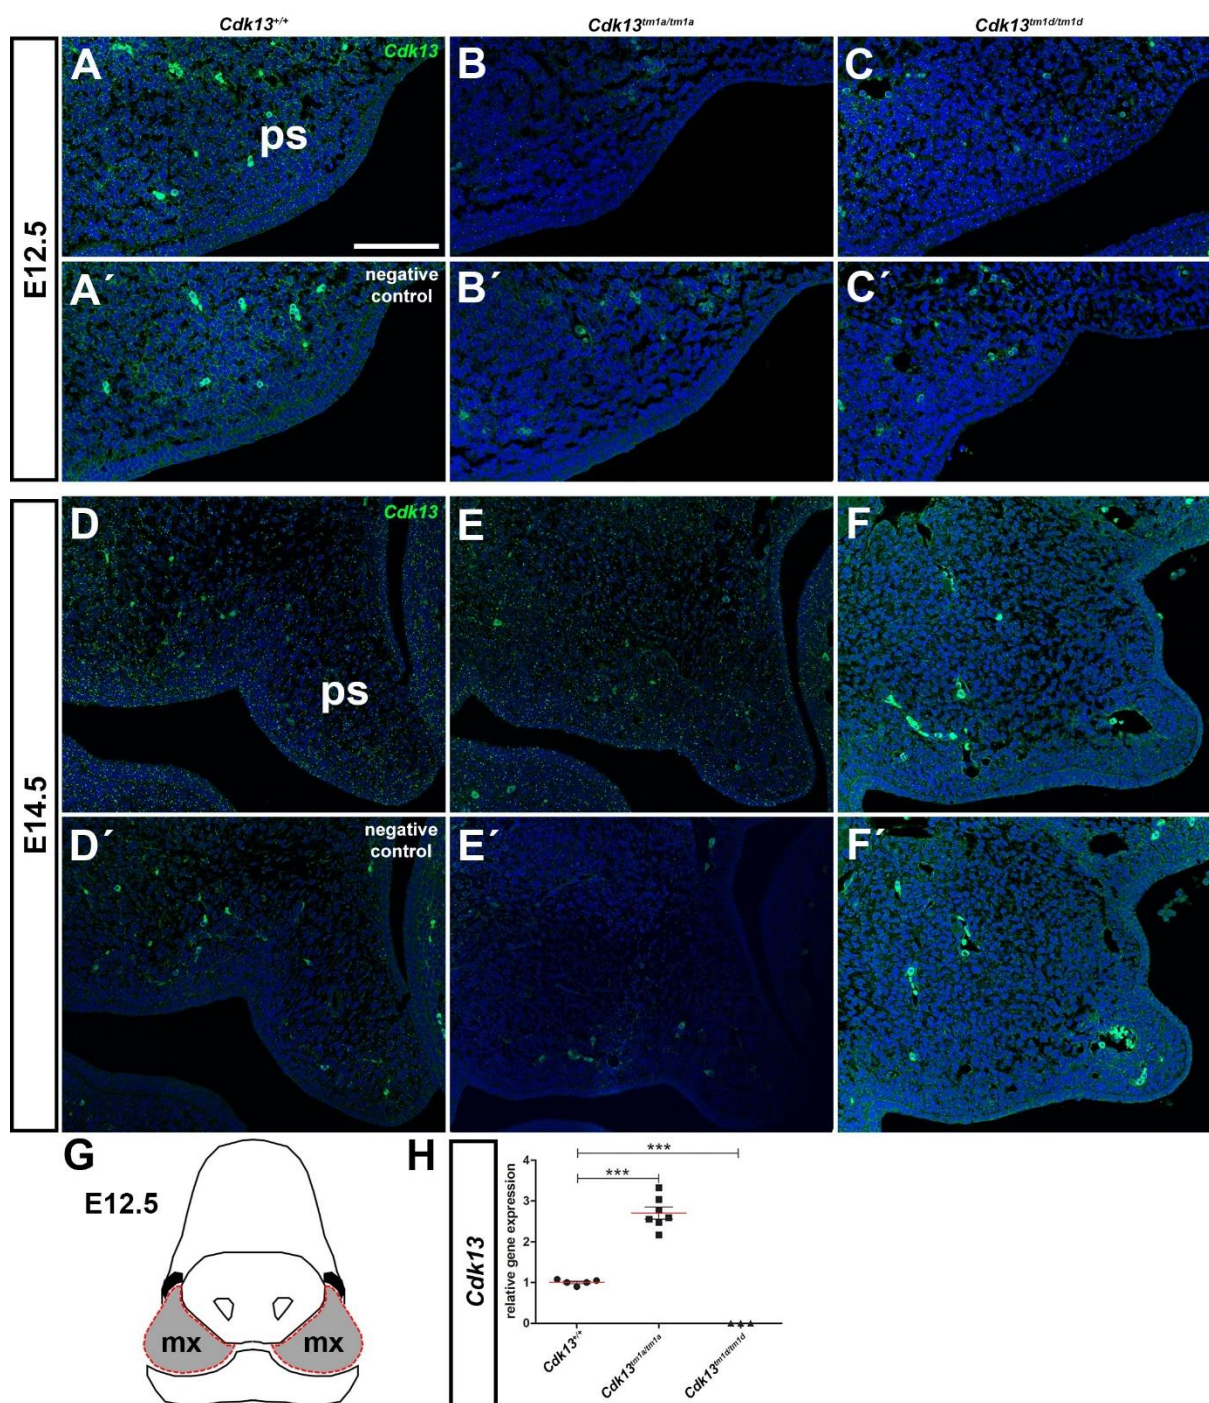 Cdk13+/+
Cdk13tm1a/tm1a
Cdk13tm1d/tm1d
E12.5
A
Cdk13
ps
B
C
A´
negative
control
B´
C´
E14.5
D
Cdk13
ps
E
F
D´
negative
control
E´
F´
G
E12.5
mx
mx
H
Cdk13
relative gene expression
4
3
2
1
0
***
***
Cdk13+/+
Cdk13tm1a/tm1a
Cdk13tm1d/tm1d